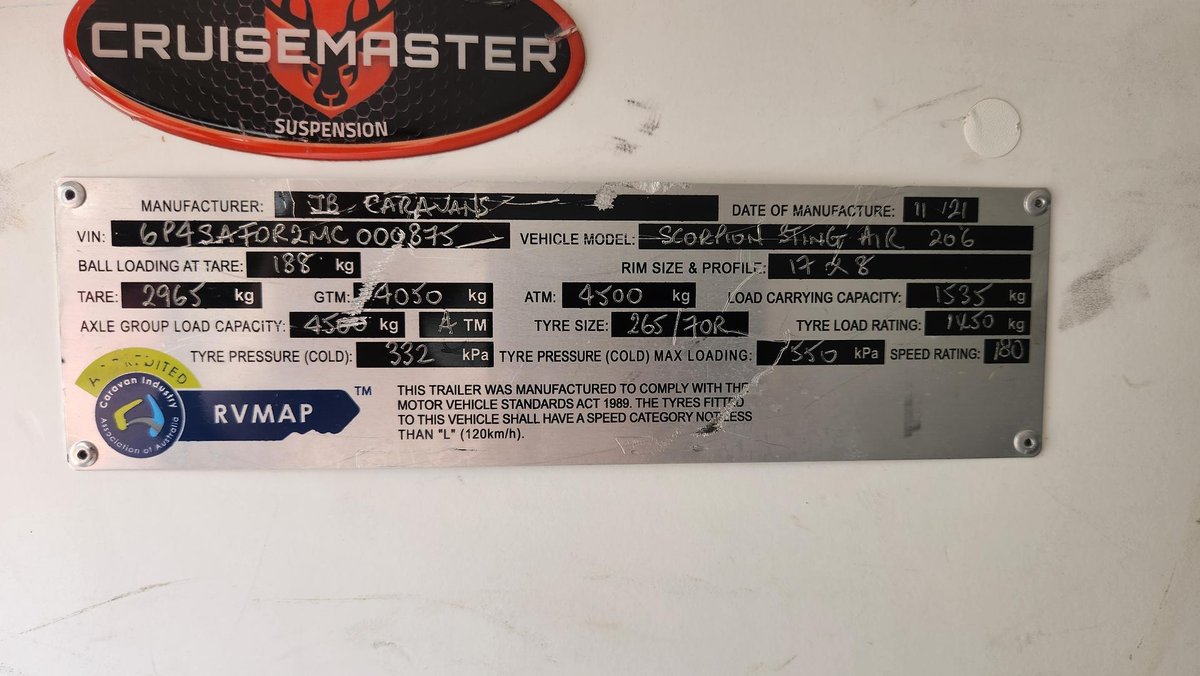 CRUISEMASTER
SUSPENSION
MANUFACTURER: JB CARAVANS DATE OF MANUFACTURE: 11/21
VIN: 6P43AF0R2MC000875 VEHICLE MODEL: SCORPION STING AIR 206
BALL LOADING AT TARE: 188 kg RIM SIZE & PROFILE: 17 x 8
TARE: 2965 kg GTM: 4050 kg ATM: 4500 kg LOAD CARRYING CAPACITY: 1535 kg
AXLE GROUP LOAD CAPACITY: 4500 kg A TM TYRE SIZE: 265/70R TYRE LOAD RATING: 1450 kg
TYRE PRESSURE (COLD): 332 kPa TYRE PRESSURE (COLD) MAX LOADING: 550 kPa SPEED RATING: 180
ACCREDITED
Caravan Industry
Association of Australia
RVMAP TM
THIS TRAILER WAS MANUFACTURED TO COMPLY WITH THE
MOTOR VEHICLE STANDARDS ACT 1989. THE TYRES FITTED
TO THIS VEHICLE SHALL HAVE A SPEED CATEGORY NOT LESS
THAN "L" (120km/h).